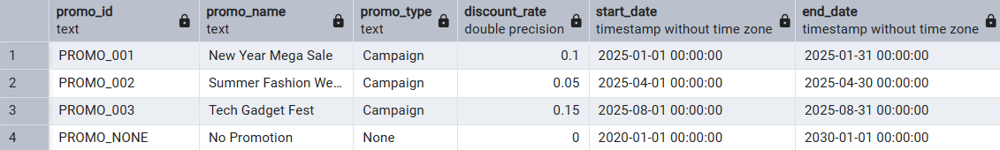 promo_id promo_name promo_type discount_rate start_date end_date
text text text double precision timestamp without time zone timestamp without time zone
1 PROMO_001 New Year Mega Sale Campaign 0.1 2025-01-01 00:00:00 2025-01-31 00:00:00
2 PROMO_002 Summer Fashion We… Campaign 0.05 2025-04-01 00:00:00 2025-04-30 00:00:00
3 PROMO_003 Tech Gadget Fest Campaign 0.15 2025-08-01 00:00:00 2025-08-31 00:00:00
4 PROMO_NONE No Promotion None 0 2020-01-01 00:00:00 2030-01-01 00:00:00